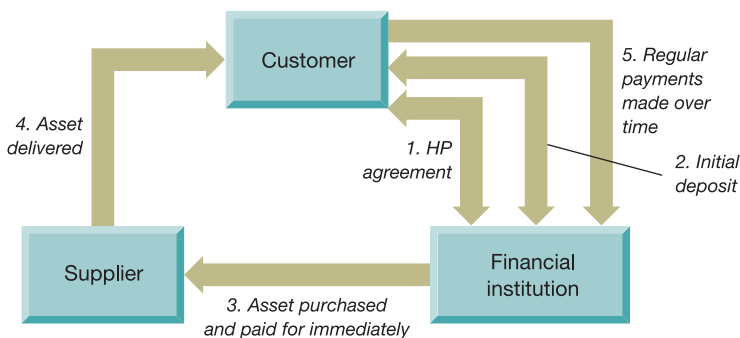 Customer
5. Regular
payments
made over
time
4. Asset
delivered
1. HP
agreement
2. Initial
deposit
Supplier
Financial
institution
3. Asset purchased
and paid for immediately